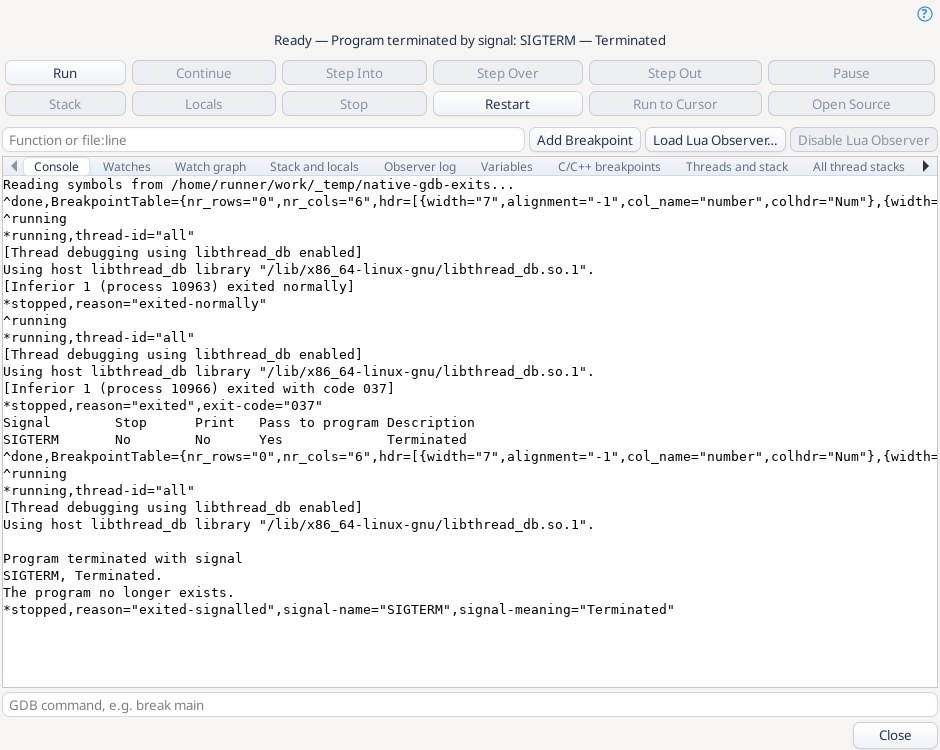 ?
Ready — Program terminated by signal: SIGTERM — Terminated
Run Continue Step Into Step Over Step Out Pause
Stack Locals Stop Restart Run to Cursor Open Source
Function or file:line Add Breakpoint Load Lua Observer... Disable Lua Observer
Console Watches Watch graph Stack and locals Observer log Variables C/C++ breakpoints Threads and stack All thread stacks
Reading symbols from /home/runner/work/_temp/native-gdb-exits...
^done,BreakpointTable={nr_rows="0",nr_cols="6",hdr=[{width="7",alignment="-1",col_name="number",colhdr="Num"},{width=
^running
*running,thread-id="all"
[Thread debugging using libthread_db enabled]
Using host libthread_db library "/lib/x86_64-linux-gnu/libthread_db.so.1".
[Inferior 1 (process 10963) exited normally]
*stopped,reason="exited-normally"
^running
*running,thread-id="all"
[Thread debugging using libthread_db enabled]
Using host libthread_db library "/lib/x86_64-linux-gnu/libthread_db.so.1".
[Inferior 1 (process 10966) exited with code 037]
*stopped,reason="exited",exit-code="037"
Signal        Stop      Print   Pass to program Description
SIGTERM       No        No      Yes             Terminated
^done,BreakpointTable={nr_rows="0",nr_cols="6",hdr=[{width="7",alignment="-1",col_name="number",colhdr="Num"},{width=
^running
*running,thread-id="all"
[Thread debugging using libthread_db enabled]
Using host libthread_db library "/lib/x86_64-linux-gnu/libthread_db.so.1".
Program terminated with signal
SIGTERM, Terminated.
The program no longer exists.
*stopped,reason="exited-signalled",signal-name="SIGTERM",signal-meaning="Terminated"
GDB command, e.g. break main
Close